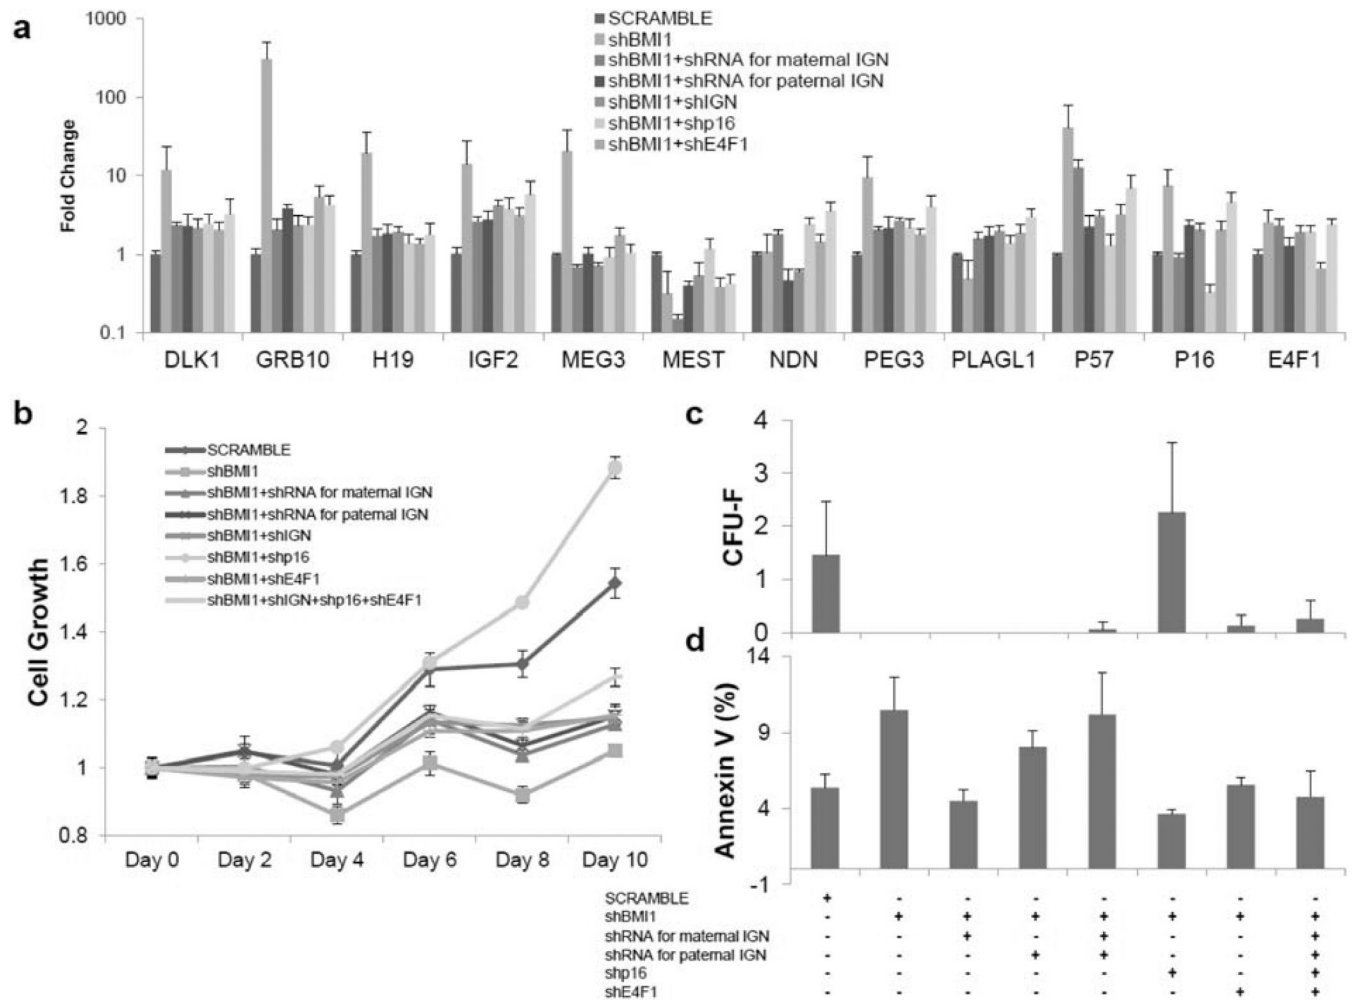 a
1000
100
10
1
0.1
Fold Change
SCRAMBLE
shBMI1
shBMI1+shRNA for maternal IGN
shBMI1+shRNA for paternal IGN
shBMI1+shIGN
shBMI1+shp16
shBMI1+shE4F1
DLK1 GRB10 H19 IGF2 MEG3 MEST NDN PEG3 PLAGL1 P57 P16 E4F1
b
2
1.8
1.6
1.4
1.2
1
0.8
Cell Growth
SCRAMBLE
shBMI1
shBMI1+shRNA for maternal IGN
shBMI1+shRNA for paternal IGN
shBMI1+shIGN
shBMI1+shp16
shBMI1+shE4F1
shBMI1+shIGN+shp16+shE4F1
Day 0 Day 2 Day 4 Day 6 Day 8 Day 10
c
4
3
2
1
0
CFU-F
d
14
9
4
-1
Annexin V (%)
SCRAMBLE + - - - - - - -
shBMI1 - + + + + + + +
shRNA for maternal IGN - - + - + - - +
shRNA for paternal IGN - - - + + - - +
shp16 - - - - - + - +
shE4F1 - - - - - - + +